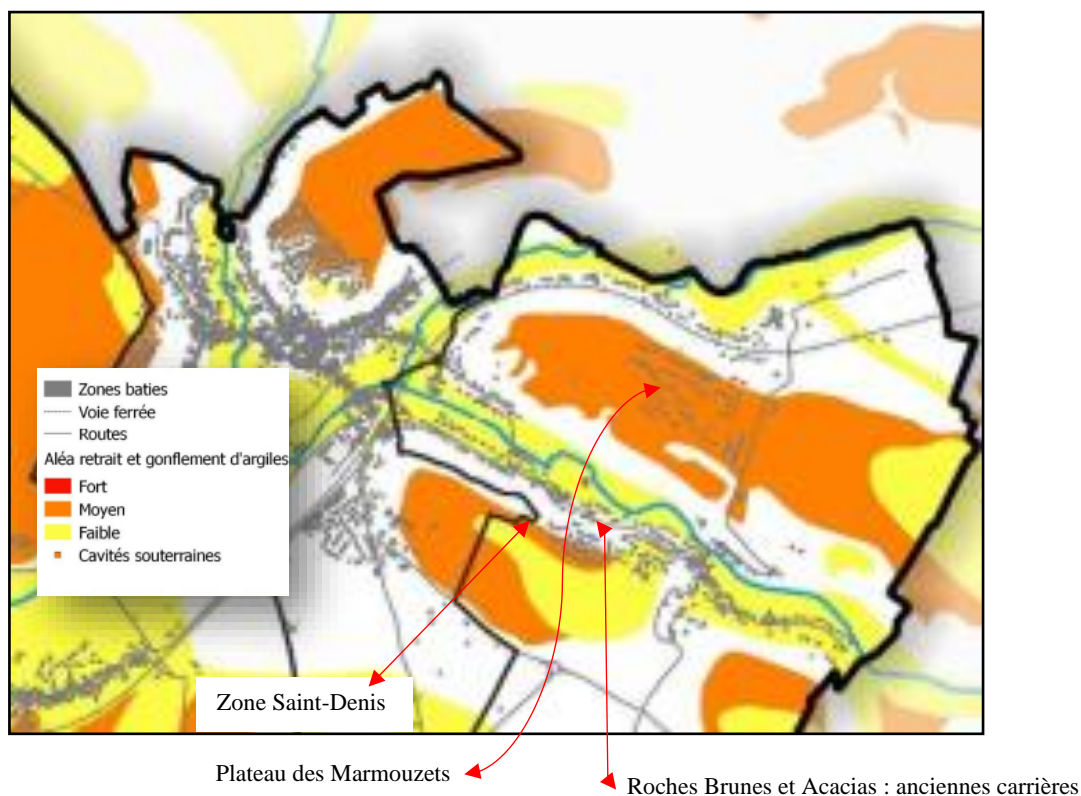 Zones baties
Voie ferrée
Routes
Aléa retrait et gonflement d'argiles
Fort
Moyen
Faible
Cavités souterraines
Zone Saint-Denis
Plateau des Marmouzets
Roches Brunes et Acacias : anciennes carrières